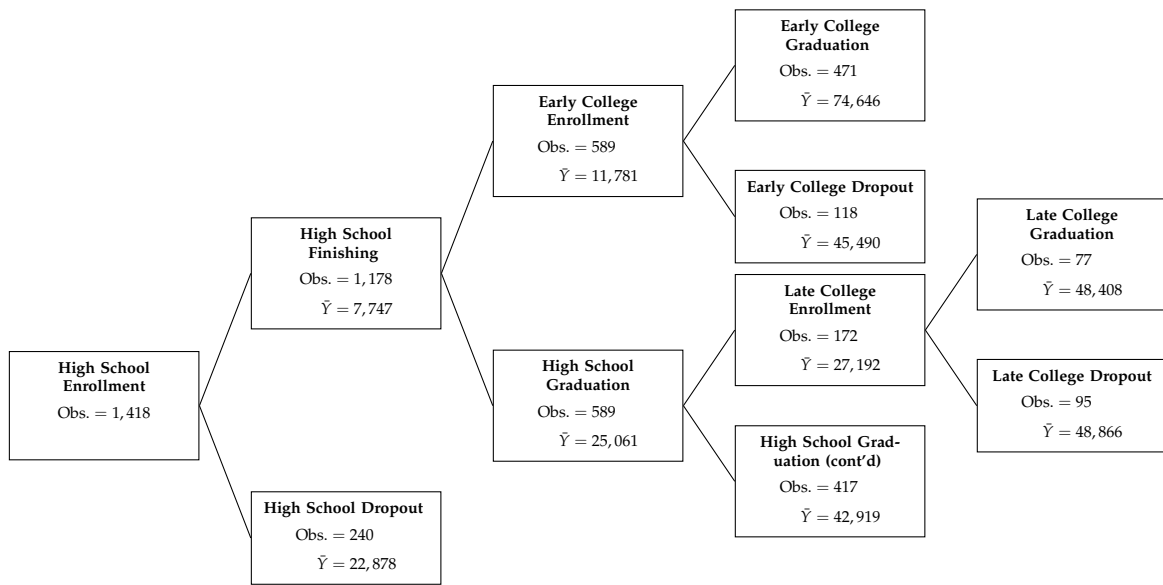 High School
Enrollment
Obs. = 1,418
High School
Finishing
Obs. = 1,178
Ȳ = 7,747
High School Dropout
Obs. = 240
Ȳ = 22,878
Early College
Enrollment
Obs. = 589
Ȳ = 11,781
High School
Graduation
Obs. = 589
Ȳ = 25,061
Early College
Graduation
Obs. = 471
Ȳ = 74,646
Early College Dropout
Obs. = 118
Ȳ = 45,490
Late College
Enrollment
Obs. = 172
Ȳ = 27,192
High School Grad-
uation (cont'd)
Obs. = 417
Ȳ = 42,919
Late College
Graduation
Obs. = 77
Ȳ = 48,408
Late College Dropout
Obs. = 95
Ȳ = 48,866